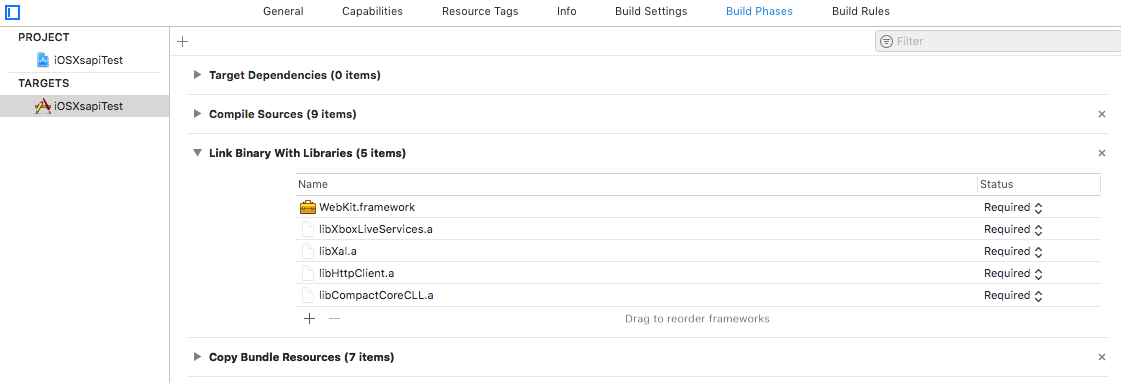 General Capabilities Resource Tags Info Build Settings Build Phases Build Rules
PROJECT
iOSXsapiTest
TARGETS
iOSXsapiTest
Filter
Target Dependencies (0 items)
Compile Sources (9 items)
Link Binary With Libraries (5 items)
Name Status
WebKit.framework Required
libXboxLiveServices.a Required
libXal.a Required
libHttpClient.a Required
libCompactCoreCLL.a Required
Drag to reorder frameworks
Copy Bundle Resources (7 items)